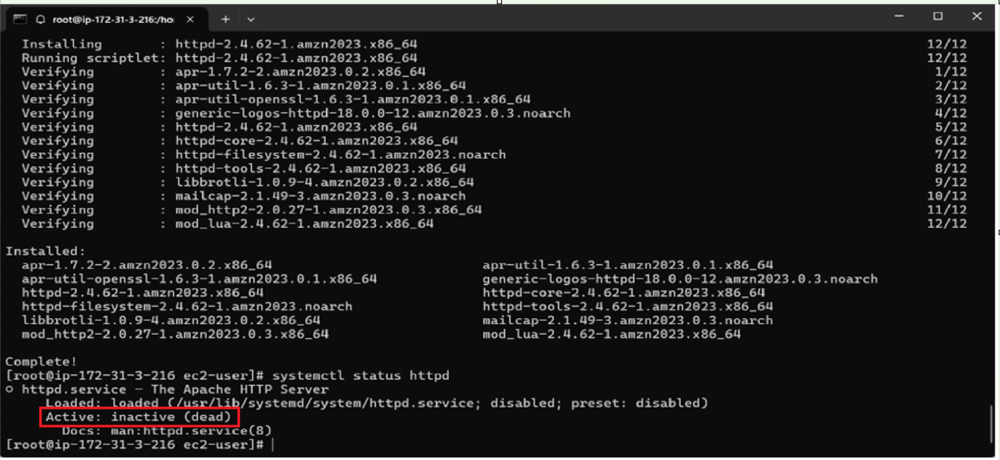 root@ip-172-31-3-216:/ho
Installing : httpd-2.4.62-1.amzn2023.x86_64 12/12
Running scriptlet: httpd-2.4.62-1.amzn2023.x86_64 12/12
Verifying : apr-1.7.2-2.amzn2023.0.2.x86_64 1/12
Verifying : apr-util-1.6.3-1.amzn2023.0.1.x86_64 2/12
Verifying : apr-util-openssl-1.6.3-1.amzn2023.0.1.x86_64 3/12
Verifying : generic-logos-httpd-18.0.0-12.amzn2023.0.3.noarch 4/12
Verifying : httpd-2.4.62-1.amzn2023.x86_64 5/12
Verifying : httpd-core-2.4.62-1.amzn2023.x86_64 6/12
Verifying : httpd-filesystem-2.4.62-1.amzn2023.noarch 7/12
Verifying : httpd-tools-2.4.62-1.amzn2023.x86_64 8/12
Verifying : libbrotli-1.0.9-4.amzn2023.0.2.x86_64 9/12
Verifying : mailcap-2.1.49-3.amzn2023.0.3.noarch 10/12
Verifying : mod_http2-2.0.27-1.amzn2023.0.3.x86_64 11/12
Verifying : mod_lua-2.4.62-1.amzn2023.x86_64 12/12
Installed:
apr-1.7.2-2.amzn2023.0.2.x86_64 apr-util-1.6.3-1.amzn2023.0.1.x86_64
apr-util-openssl-1.6.3-1.amzn2023.0.1.x86_64 generic-logos-httpd-18.0.0-12.amzn2023.0.3.noarch
httpd-2.4.62-1.amzn2023.x86_64 httpd-core-2.4.62-1.amzn2023.x86_64
httpd-filesystem-2.4.62-1.amzn2023.noarch httpd-tools-2.4.62-1.amzn2023.x86_64
libbrotli-1.0.9-4.amzn2023.0.2.x86_64 mailcap-2.1.49-3.amzn2023.0.3.noarch
mod_http2-2.0.27-1.amzn2023.0.3.x86_64 mod_lua-2.4.62-1.amzn2023.x86_64
Complete!
[root@ip-172-31-3-216 ec2-user]# systemctl status httpd
○ httpd.service - The Apache HTTP Server
Loaded: loaded (/usr/lib/systemd/system/httpd.service; disabled; preset: disabled)
Active: inactive (dead)
Docs: man:httpd.service(8)
[root@ip-172-31-3-216 ec2-user]#